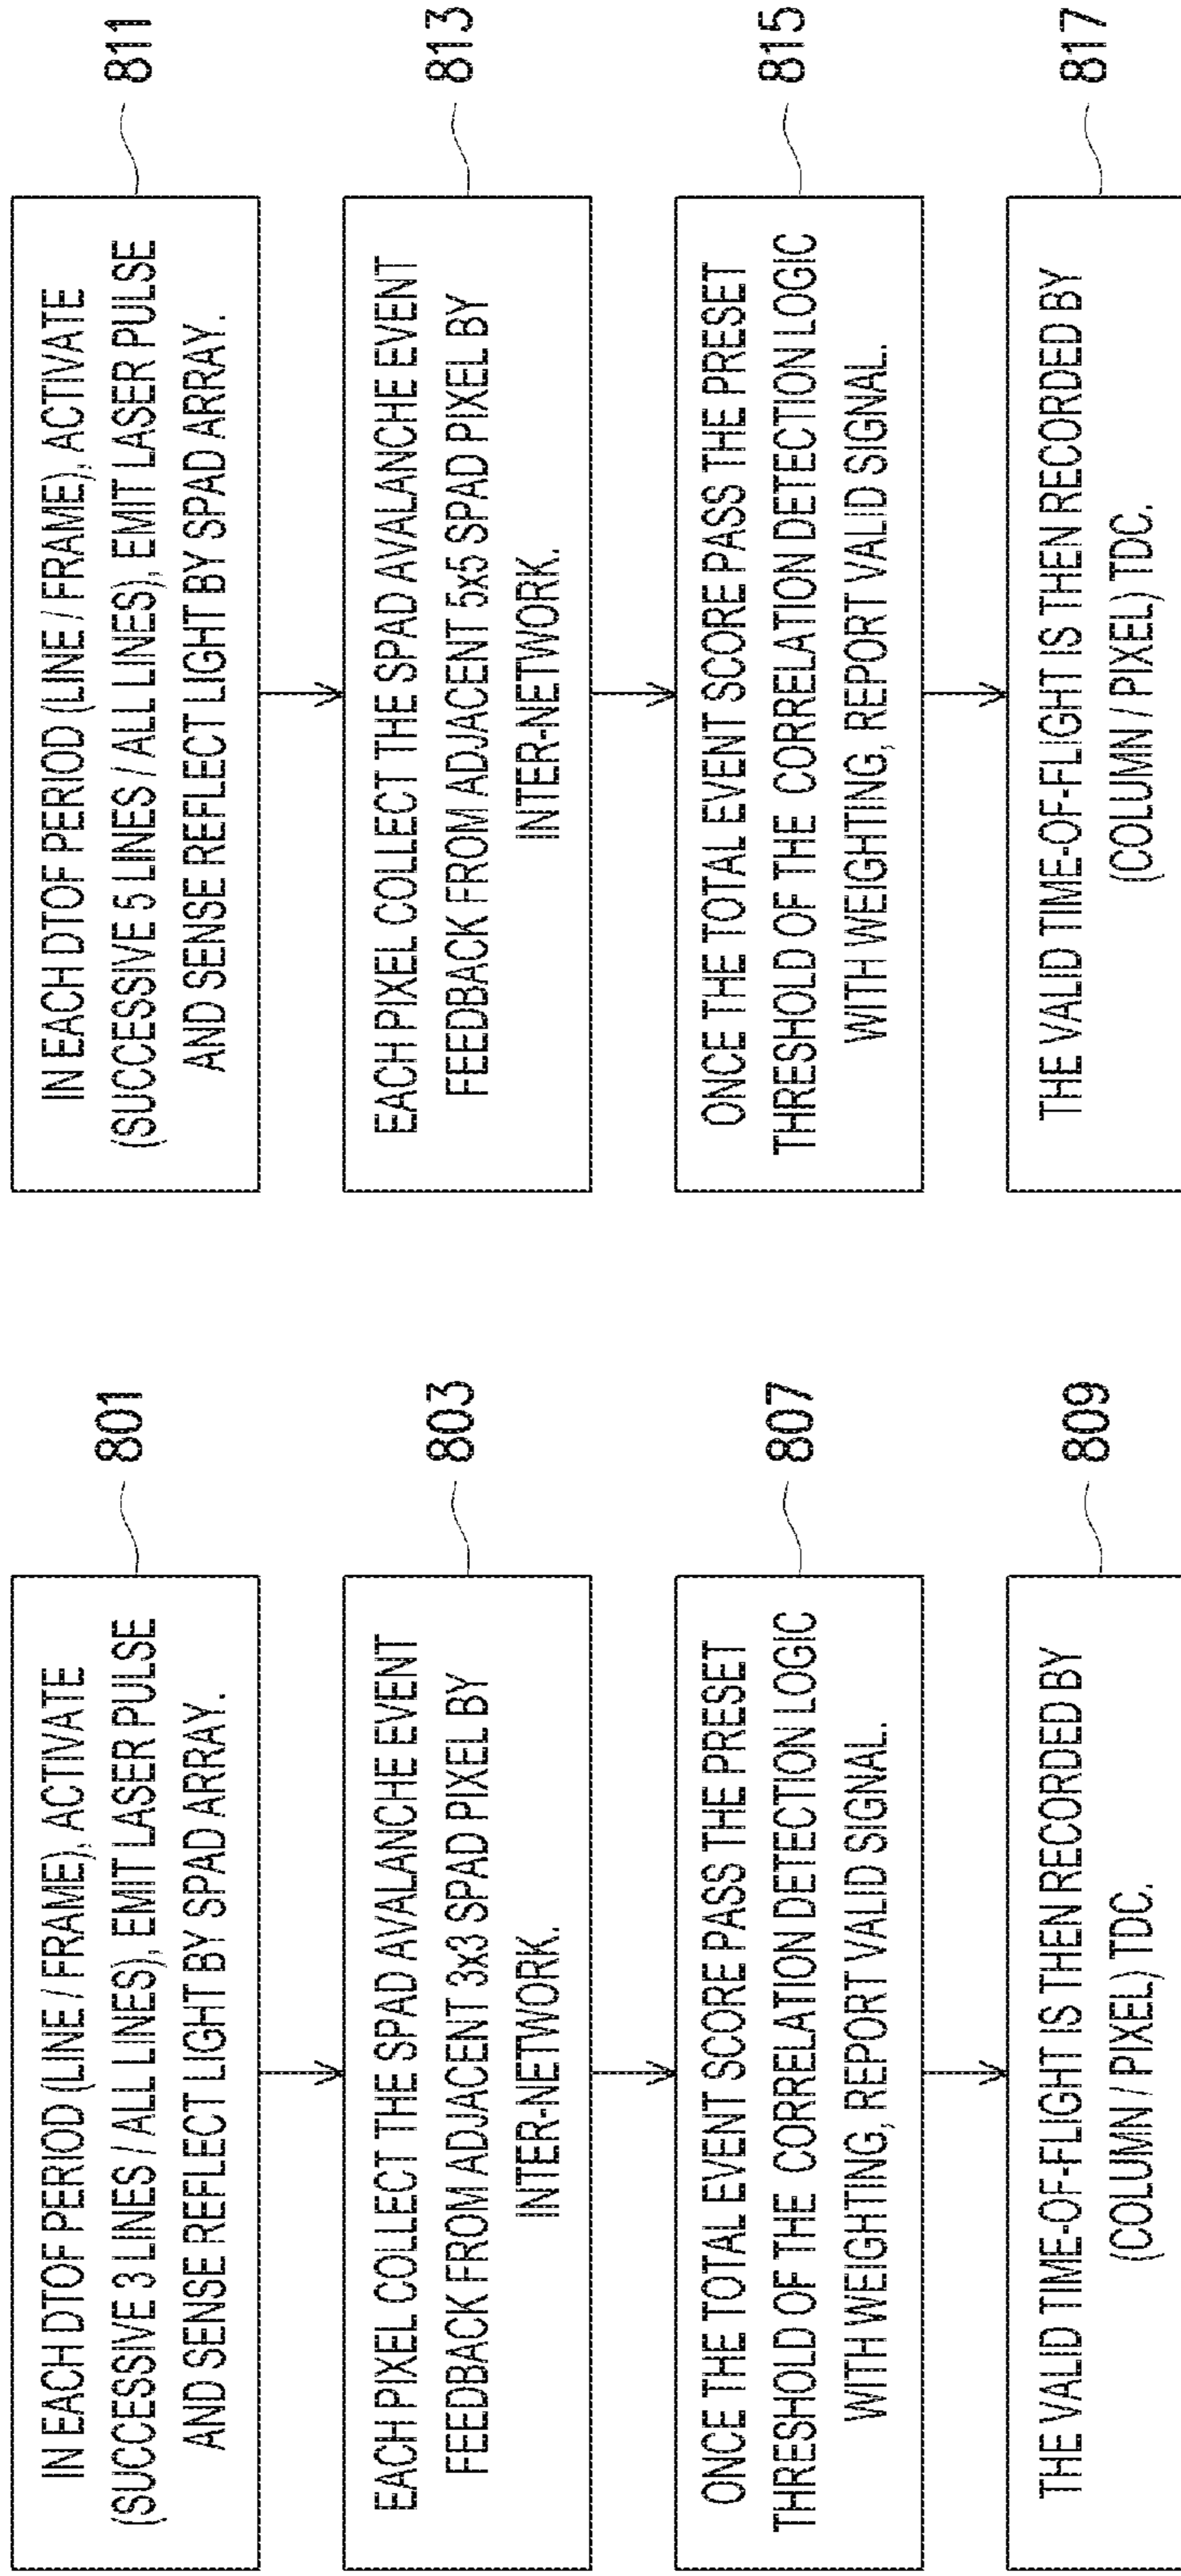 IN EACH DTOF PERIOD (LINE / FRAME), ACTIVATE
(SUCCESSIVE 3 LINES / ALL LINES), EMIT LASER PULSE
AND SENSE REFLECT LIGHT BY SPAD ARRAY.
801
EACH PIXEL COLLECT THE SPAD AVALANCHE EVENT
FEEDBACK FROM ADJACENT 3x3 SPAD PIXEL BY
INTER-NETWORK.
803
ONCE THE TOTAL EVENT SCORE PASS THE PRESET
THRESHOLD OF THE CORRELATION DETECTION LOGIC
WITH WEIGHTING, REPORT VALID SIGNAL.
807
THE VALID TIME-OF-FLIGHT IS THEN RECORDED BY
(COLUMN / PIXEL) TDC.
809
IN EACH DTOF PERIOD (LINE / FRAME), ACTIVATE
(SUCCESSIVE 5 LINES / ALL LINES), EMIT LASER PULSE
AND SENSE REFLECT LIGHT BY SPAD ARRAY.
811
EACH PIXEL COLLECT THE SPAD AVALANCHE EVENT
FEEDBACK FROM ADJACENT 5x5 SPAD PIXEL BY
INTER-NETWORK.
813
ONCE THE TOTAL EVENT SCORE PASS THE PRESET
THRESHOLD OF THE CORRELATION DETECTION LOGIC
WITH WEIGHTING, REPORT VALID SIGNAL.
815
THE VALID TIME-OF-FLIGHT IS THEN RECORDED BY
(COLUMN / PIXEL) TDC.
817